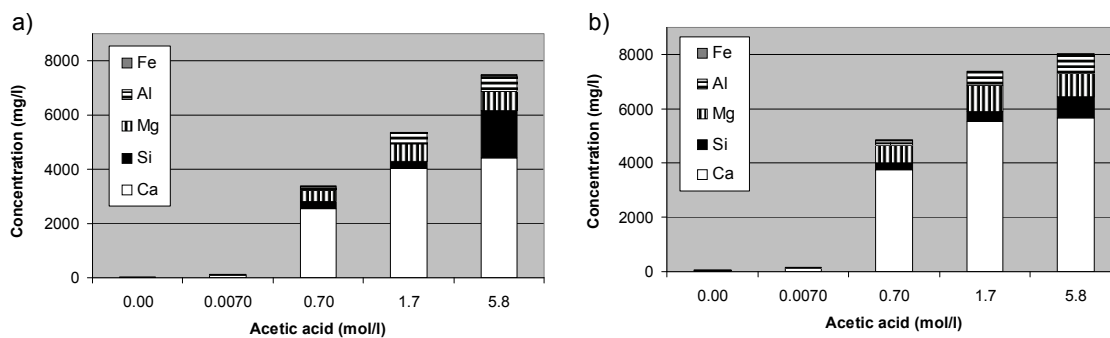 a)
Concentration (mg/l)
8000
6000
4000
2000
0
Fe
Al
Mg
Si
Ca
0.00 0.0070 0.70 1.7 5.8
Acetic acid (mol/l)
b)
Concentration (mg/l)
8000
6000
4000
2000
0
Fe
Al
Mg
Si
Ca
0.00 0.0070 0.70 1.7 5.8
Acetic acid (mol/l)